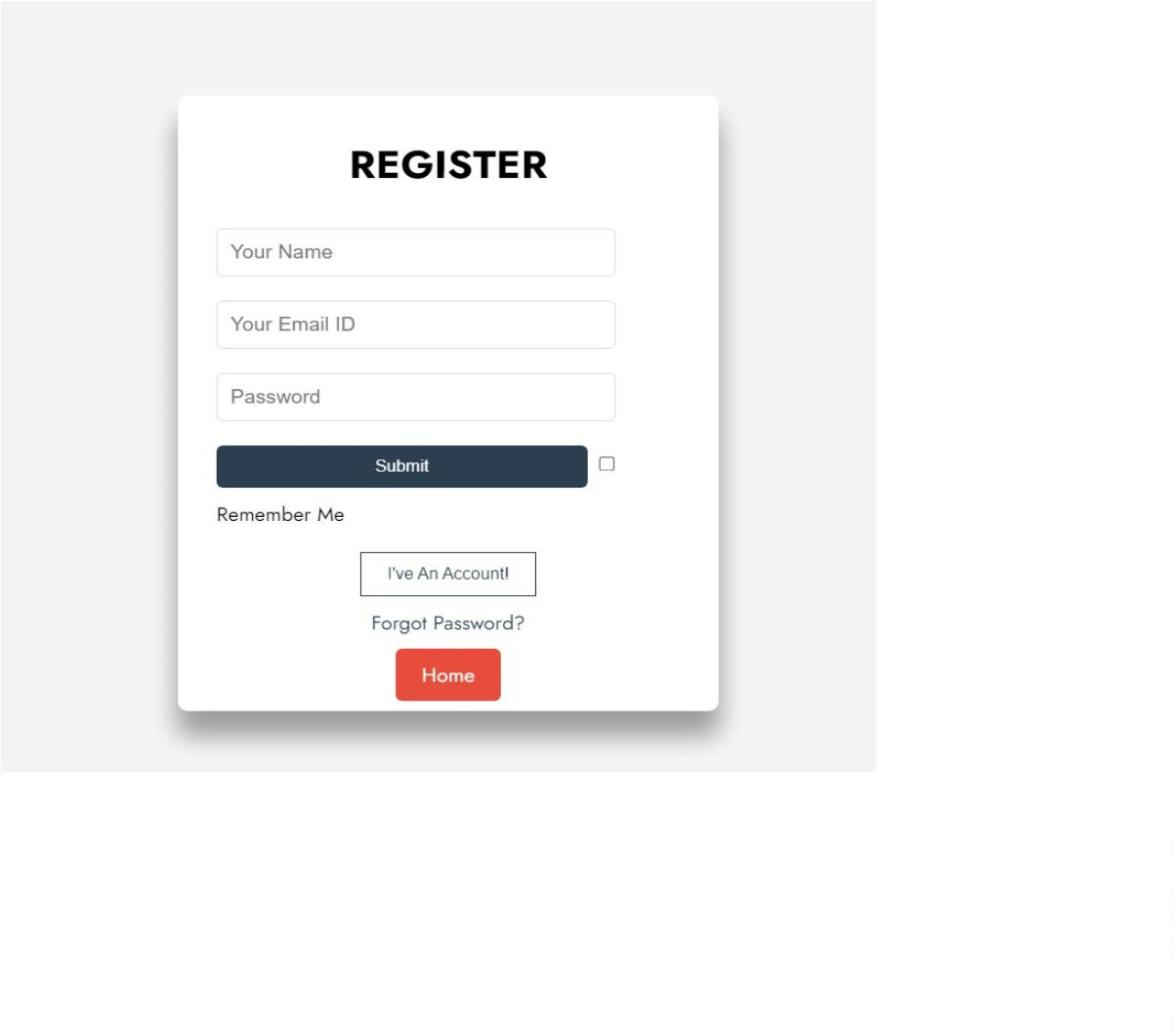 REGISTER
Your Name
Your Email ID
Password
Submit
Remember Me
I've An Account!
Forgot Password?
Home